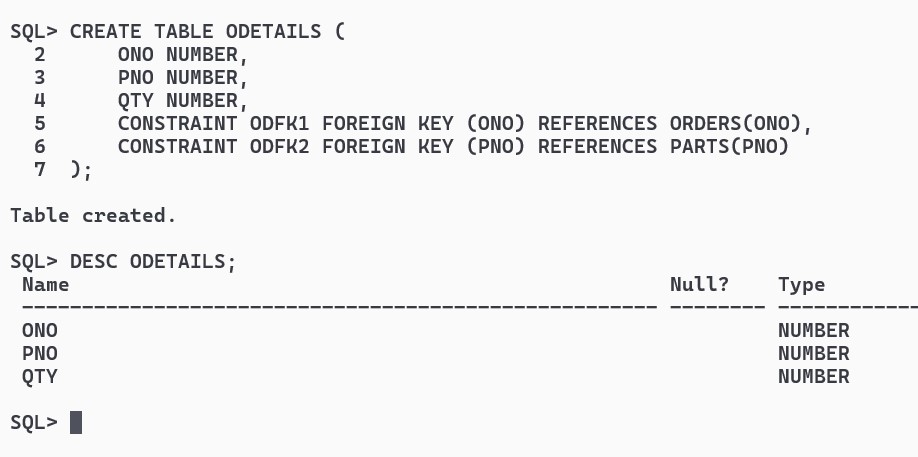 SQL> CREATE TABLE ODETAILS (
  2      ONO NUMBER,
  3      PNO NUMBER,
  4      QTY NUMBER,
  5      CONSTRAINT ODFK1 FOREIGN KEY (ONO) REFERENCES ORDERS(ONO),
  6      CONSTRAINT ODFK2 FOREIGN KEY (PNO) REFERENCES PARTS(PNO)
  7  );
Table created.
SQL> DESC ODETAILS;
 Name                                                  Null?    Type
 ----------------------------------------------------- -------- ------------
 ONO                                                            NUMBER
 PNO                                                            NUMBER
 QTY                                                            NUMBER
SQL>